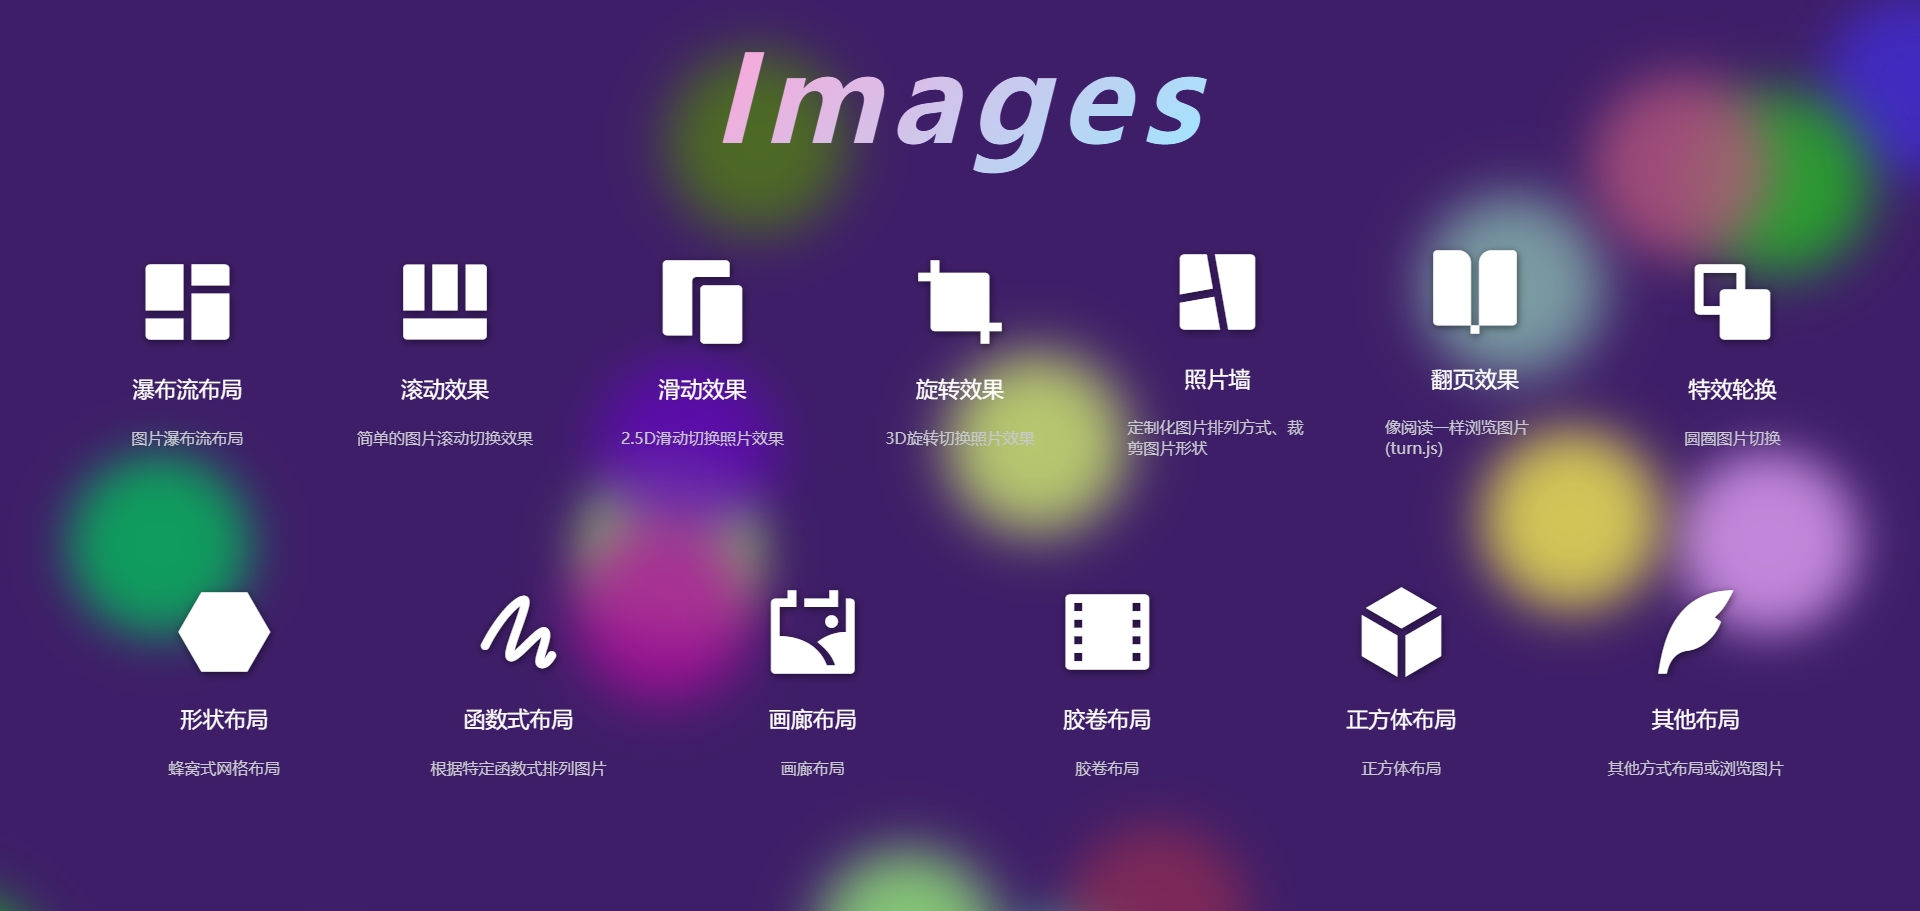 Images
瀑布流布局
滚动效果
滑动效果
旋转效果
照片墙
翻页效果
特效轮换
图片瀑布流布局
简单的图片滚动切换效果
2.5D滑动切换照片效果
3D旋转切换照片效果
定制化图片排列方式、裁
剪图片形状
像阅读一样浏览图片
(turn.js)
圆圈图片切换
形状布局
函数式布局
画廊布局
胶卷布局
正方体布局
其他布局
蜂窝式网格布局
根据特定函数式排列图片
画廊布局
胶卷布局
正方体布局
其他方式布局或浏览图片